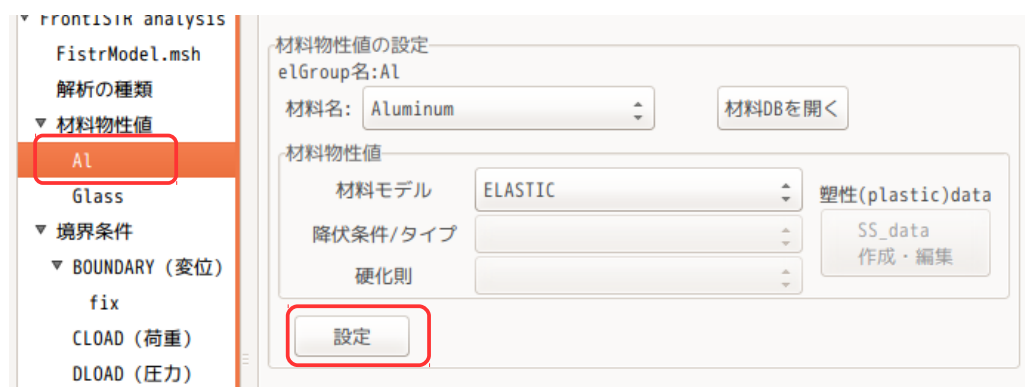 FrontISTR analysis
FistrModel.msh
解析の種類
材料物性値
Al
Glass
境界条件
BOUNDARY (変位)
fix
CLOAD (荷重)
DLOAD (圧力)
材料物性値の設定
elGroup名:Al
材料名: Aluminum 材料DBを開く
材料物性値
材料モデル ELASTIC
塑性(plastic)data
降伏条件/タイプ
SS_data
作成・編集
硬化則
設定